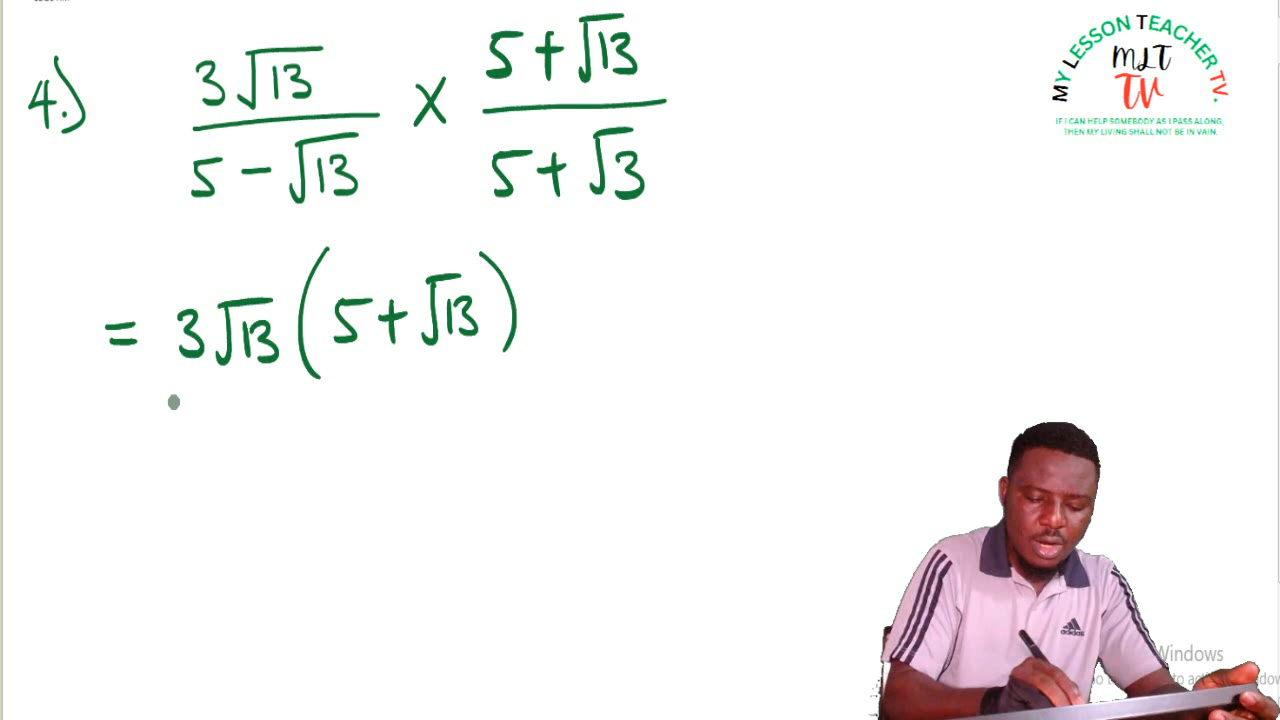 4.) 3√13 / 5 − √13 × 5 + √13 / 5 + √3
= 3√13 ( 5 + √13 )
MY LESSON TEACHER TV.
MLT
TV
IF I CAN HELP SOMEBODY AS I PASS ALONG,
THEN MY LIVING SHALL NOT BE IN VAIN.
adidas
Windows